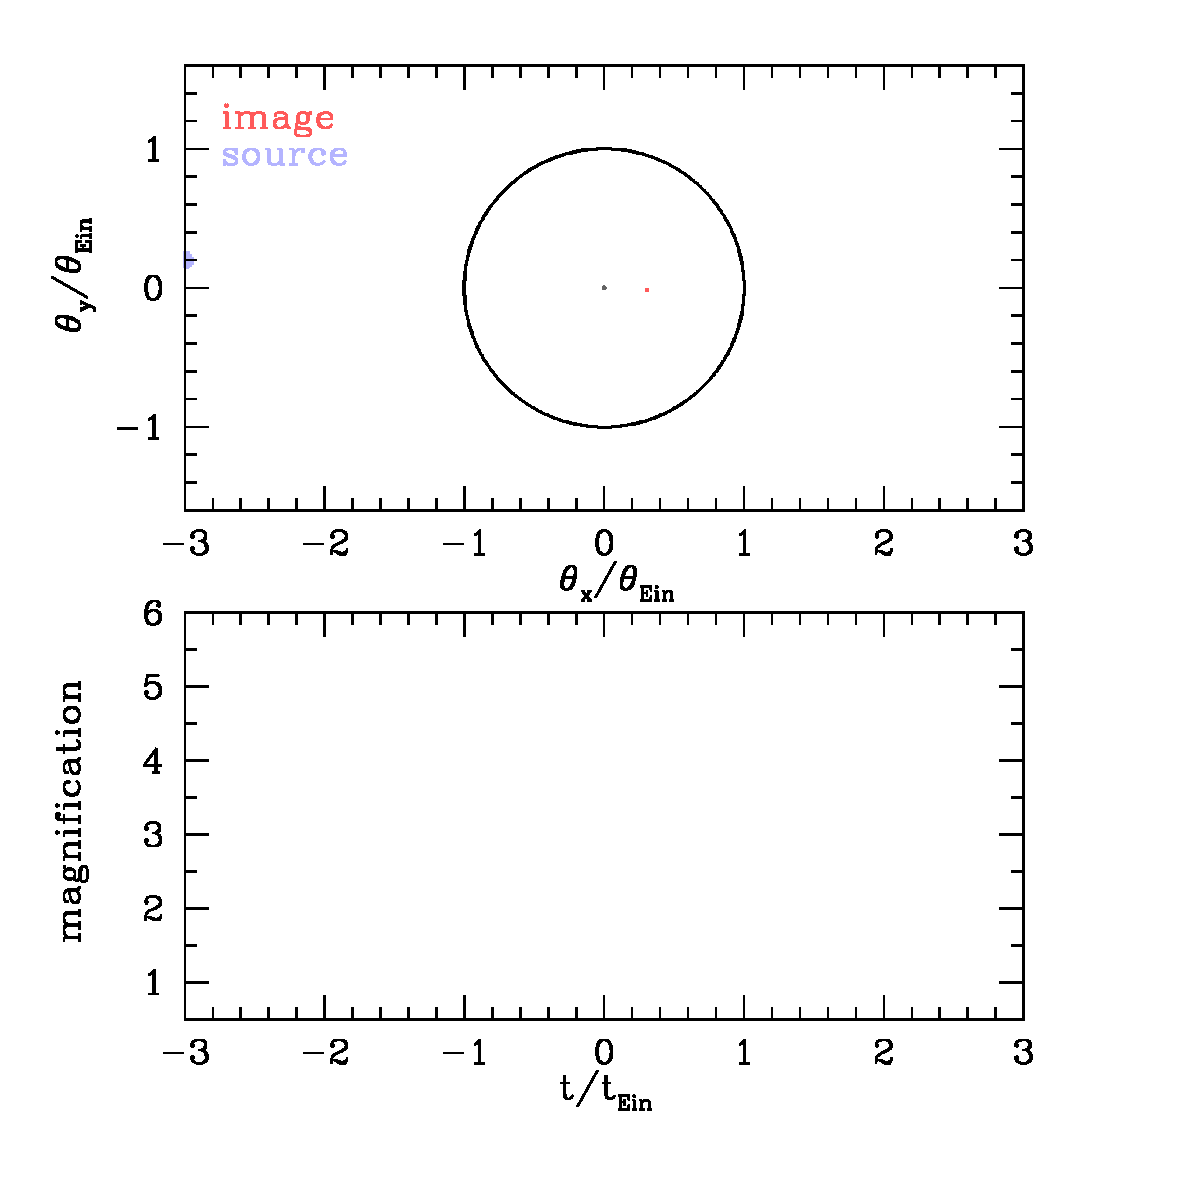 image
source
1
0
−1
θy/θEin
−3 −2 −1 0 1 2 3
θx/θEin
6
5
4
3
2
1
magnification
−3 −2 −1 0 1 2 3
t/tEin